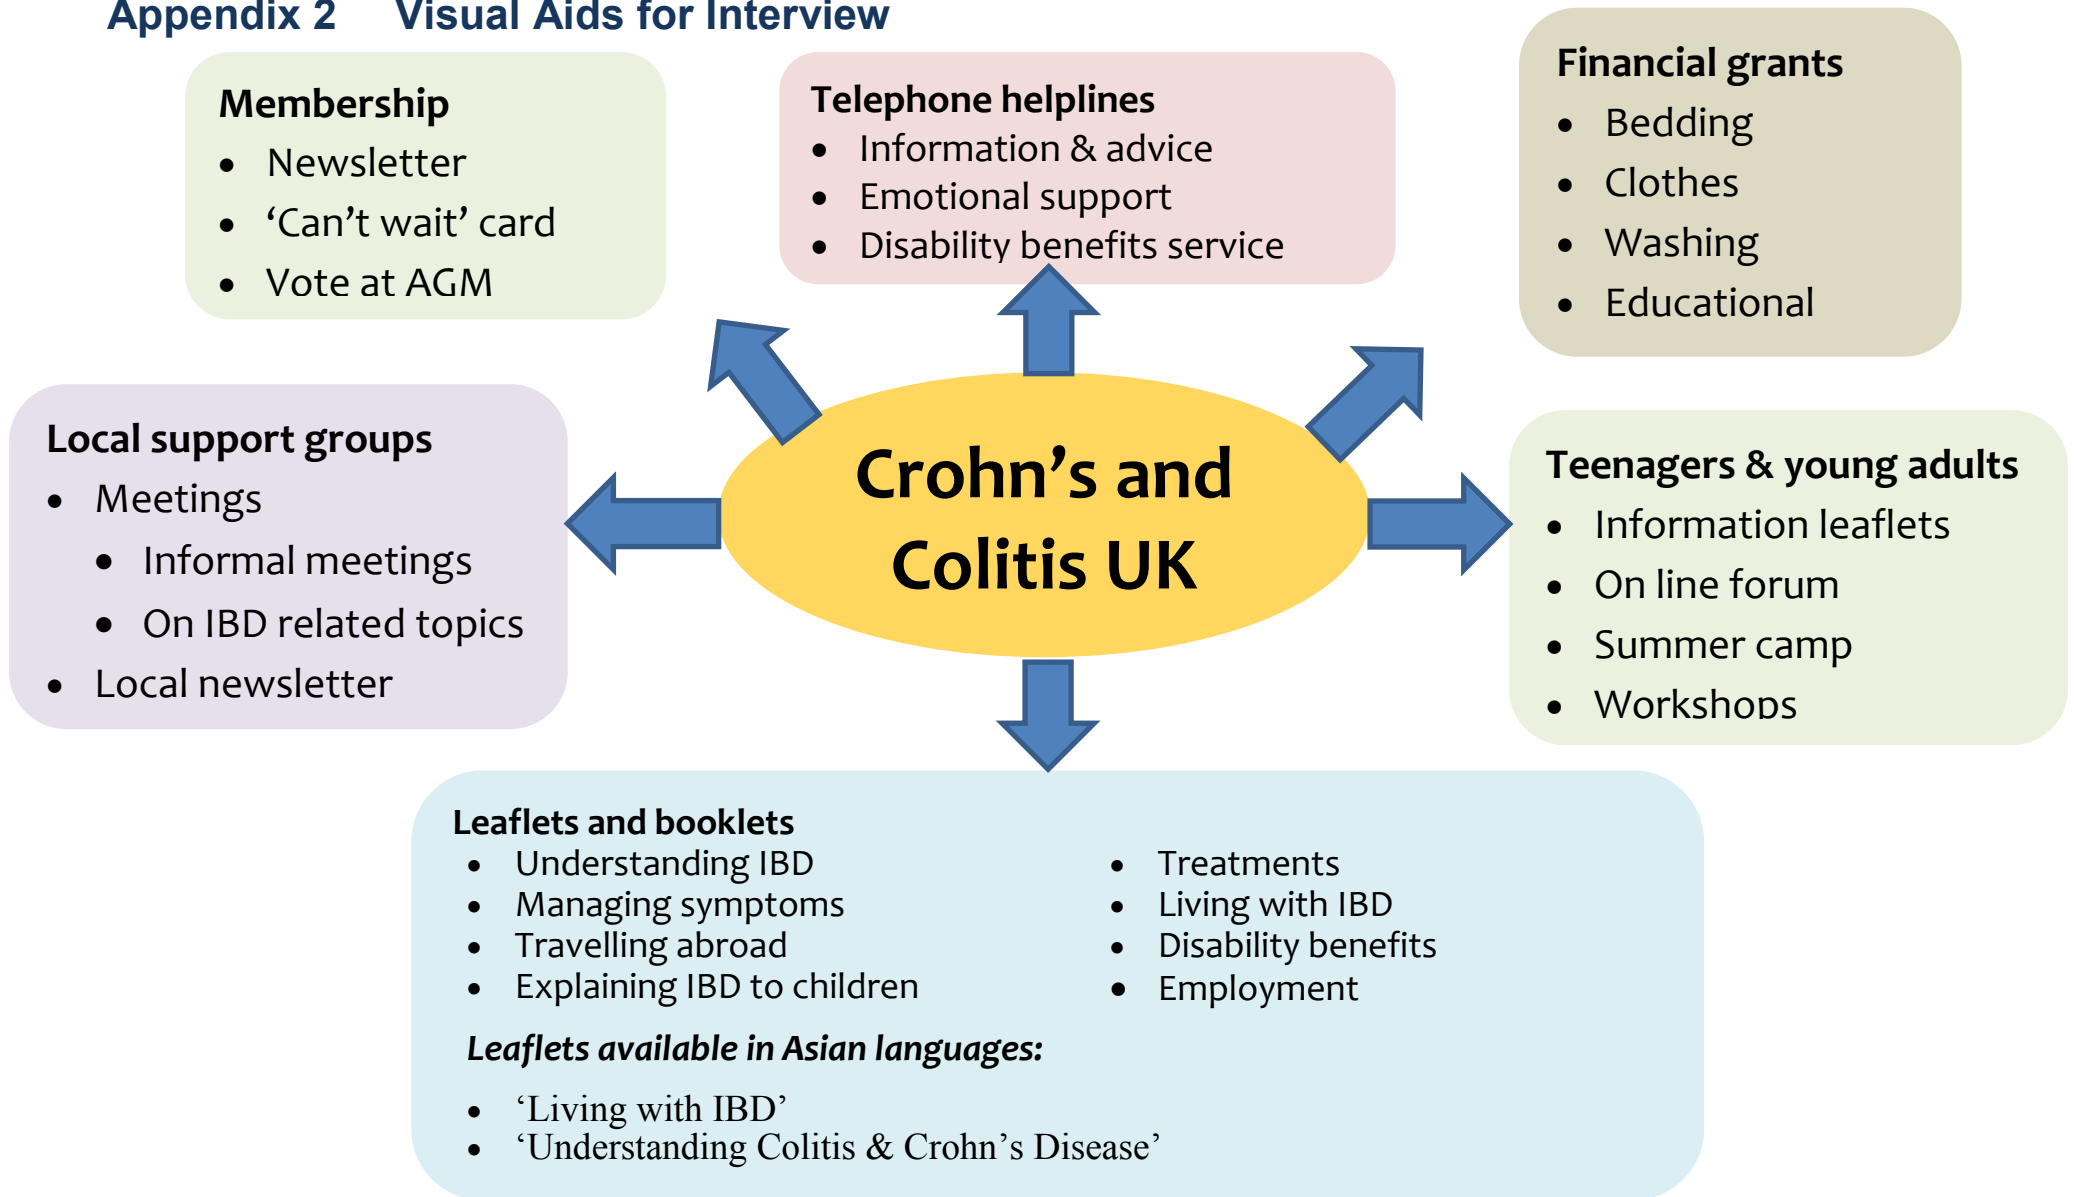 Appendix 2 Visual Aids for Interview
Membership
• Newsletter
• ‘Can’t wait’ card
• Vote at AGM
Telephone helplines
• Information & advice
• Emotional support
• Disability benefits service
Financial grants
• Bedding
• Clothes
• Washing
• Educational
Local support groups
• Meetings
• Informal meetings
• On IBD related topics
• Local newsletter
Crohn’s and
Colitis UK
Teenagers & young adults
• Information leaflets
• On line forum
• Summer camp
• Workshops
Leaflets and booklets
• Understanding IBD
• Managing symptoms
• Travelling abroad
• Explaining IBD to children
• Treatments
• Living with IBD
• Disability benefits
• Employment
Leaflets available in Asian languages:
• ‘Living with IBD’
• ‘Understanding Colitis & Crohn’s Disease’